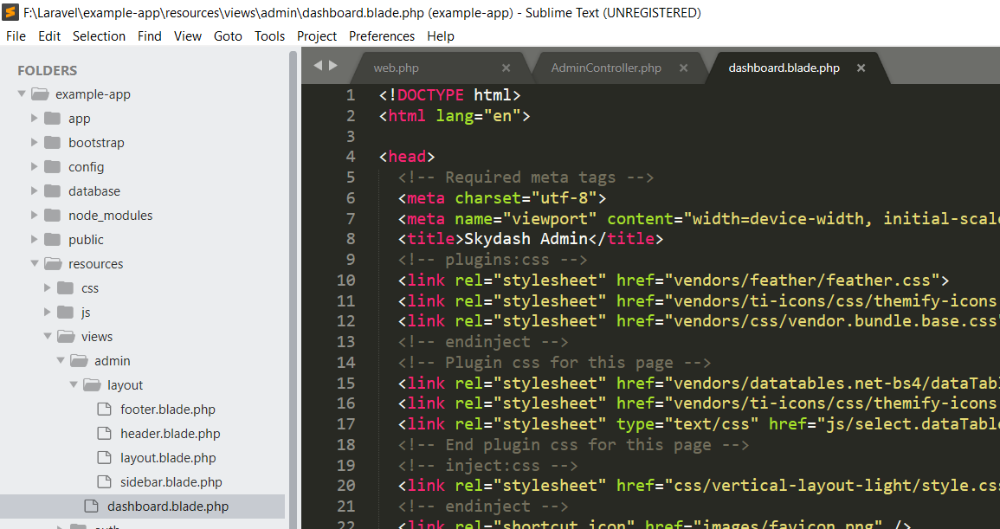 F:\Laravel\example-app\resources\views\admin\dashboard.blade.php (example-app) - Sublime Text (UNREGISTERED)
File Edit Selection Find View Goto Tools Project Preferences Help
FOLDERS
example-app
app
bootstrap
config
database
node_modules
public
resources
css
js
views
admin
layout
footer.blade.php
header.blade.php
layout.blade.php
sidebar.blade.php
dashboard.blade.php
auth
web.php × AdminController.php × dashboard.blade.php ×
1 <!DOCTYPE html>
2 <html lang="en">
3
4 <head>
5 <!-- Required meta tags -->
6 <meta charset="utf-8">
7 <meta name="viewport" content="width=device-width, initial-scale
8 <title>Skydash Admin</title>
9 <!-- plugins:css -->
10 <link rel="stylesheet" href="vendors/feather/feather.css">
11 <link rel="stylesheet" href="vendors/ti-icons/css/themify-icons
12 <link rel="stylesheet" href="vendors/css/vendor.bundle.base.css"
13 <!-- endinject -->
14 <!-- Plugin css for this page -->
15 <link rel="stylesheet" href="vendors/datatables.net-bs4/dataTabl
16 <link rel="stylesheet" href="vendors/ti-icons/css/themify-icons
17 <link rel="stylesheet" type="text/css" href="js/select.dataTable
18 <!-- End plugin css for this page -->
19 <!-- inject:css -->
20 <link rel="stylesheet" href="css/vertical-layout-light/style.css
21 <!-- endinject -->
22 <link rel="shortcut icon" href="images/favicon.png" />